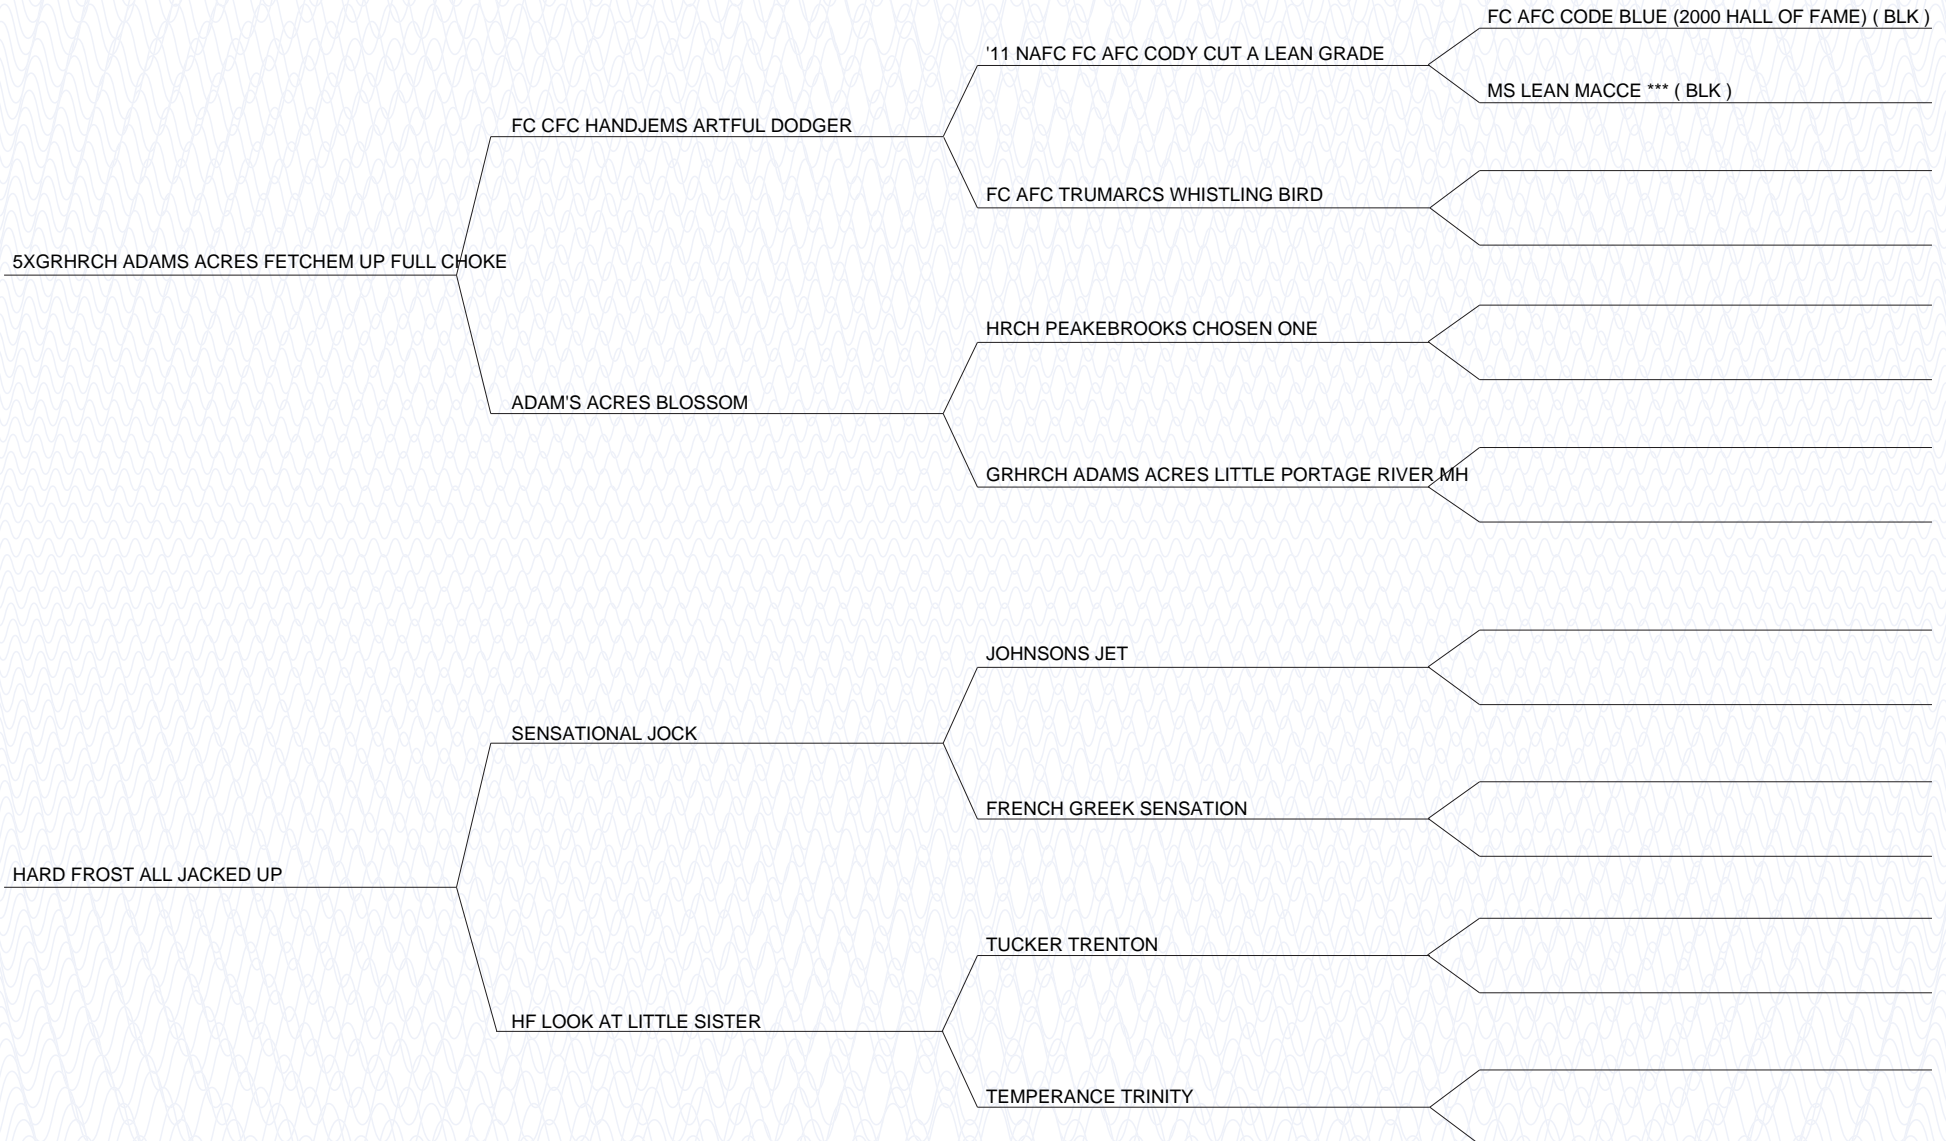 FC AFC CODE BLUE (2000 HALL OF FAME) ( BLK )
'11 NAFC FC AFC CODY CUT A LEAN GRADE
MS LEAN MACCE *** ( BLK )
FC CFC HANDJEMS ARTFUL DODGER
FC AFC TRUMARCS WHISTLING BIRD
5XGRHRCH ADAMS ACRES FETCHEM UP FULL CHOKE
HRCH PEAKEBROOKS CHOSEN ONE
ADAM'S ACRES BLOSSOM
GRHRCH ADAMS ACRES LITTLE PORTAGE RIVER MH
JOHNSONS JET
SENSATIONAL JOCK
FRENCH GREEK SENSATION
HARD FROST ALL JACKED UP
TUCKER TRENTON
HF LOOK AT LITTLE SISTER
TEMPERANCE TRINITY